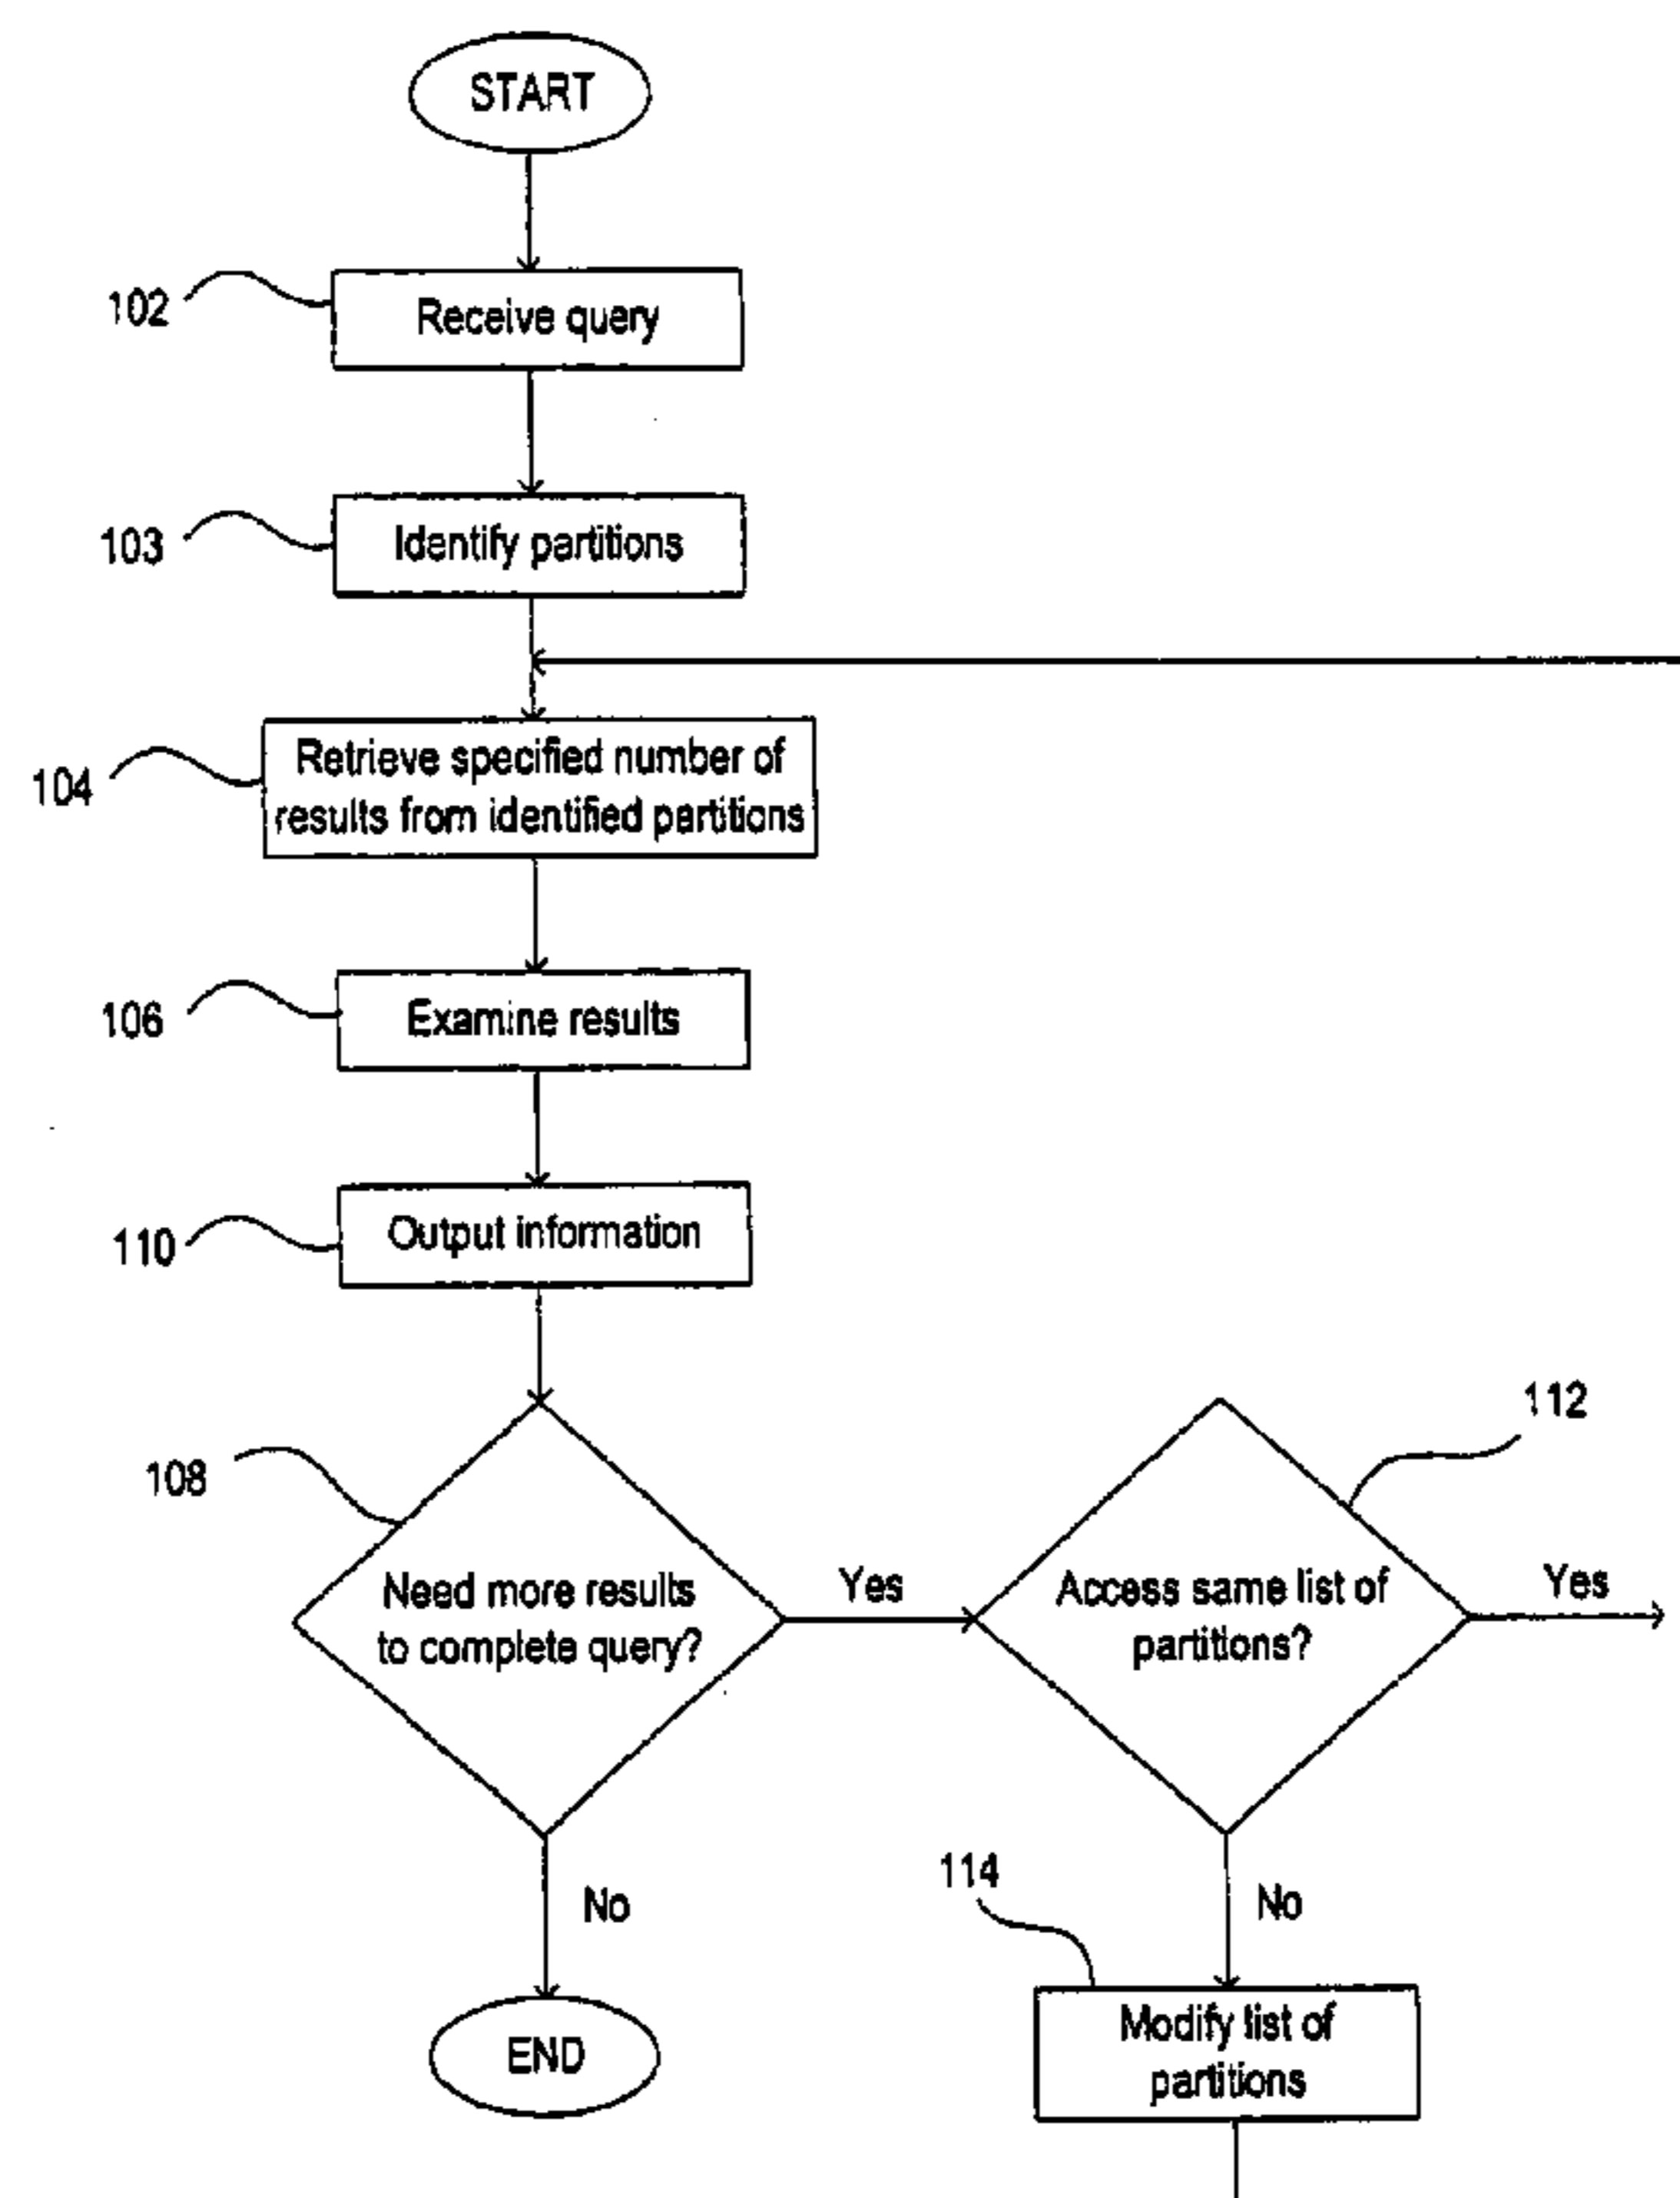 START
102
Receive query
103
Identify partitions
104
Retrieve specified number of
results from identified partitions
106
Examine results
110
Output information
108
Need more results
to complete query?
Yes
112
Access same list of
partitions?
Yes
No
END
114
No
Modify list of
partitions